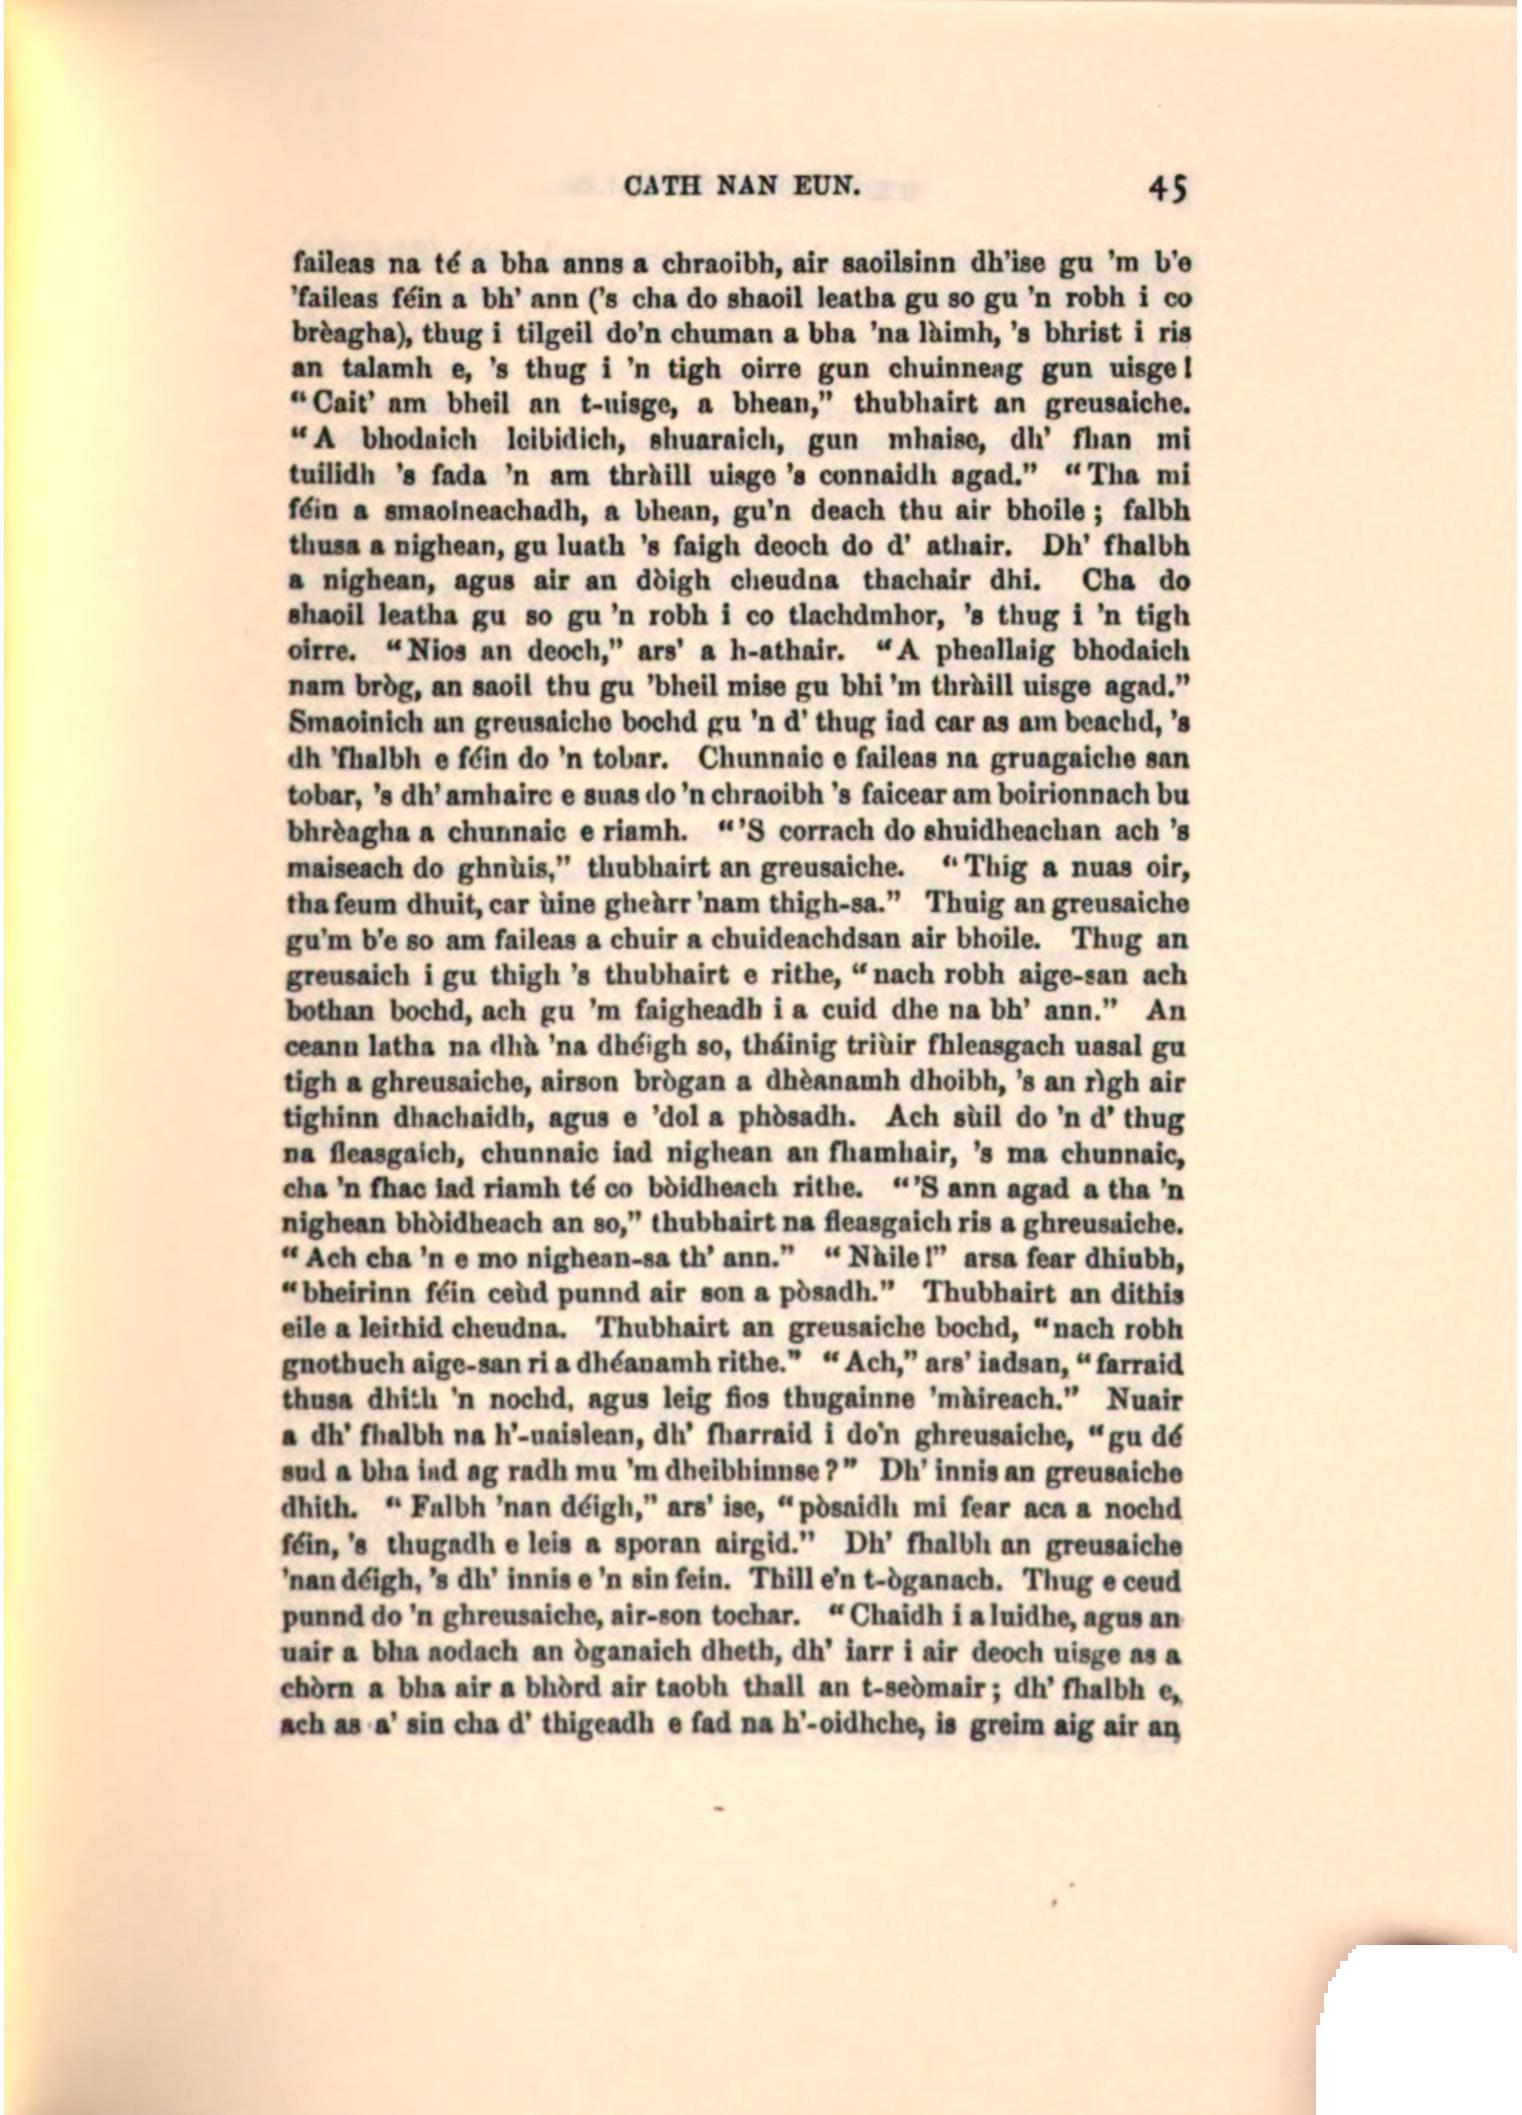 CATH NAN EUN. 45
faileas na té a bha anns a chraoibh, air saoilsinn dh'ise gu 'm b'e
'faileas féin a bh' ann ('s cha do shaoil leatha gu so gu 'n robh i co
brèagha), thug i tilgeil do'n chuman a bha 'na làimh, 's bhrist i ris
an talamh e, 's thug i 'n tigh oirre gun chuinneag gun uisge!
“Cait' am bheil an t-uisge, a bhean,” thubhairt an greusaiche.
“A bhodaich leibidich, shuaraich, gun mhaise, dh' fhan mi
tuilidh 's fada 'n am thràill uisge 's connaidh agad.” “Tha mi
féin a smaoineachadh, a bhean, gu'n deach thu air bhoile; falbh
thusa a nighean, gu luath 's faigh deoch do d' athair. Dh' fhalbh
a nighean, agus air an dòigh cheudna thachair dhi. Cha do
shaoil leatha gu so gu 'n robh i co tlachdmhor, 's thug i 'n tigh
oirre. “Nios an deoch,” ars' a h-athair. “A pheallaig bhodaich
nam bròg, an saoil thu gu 'bheil mise gu bhi 'm thràill uisge agad.”
Smaoinich an greusaiche bochd gu 'n d' thug iad car as am beachd, 's
dh 'fhalbh e féin do 'n tobar. Chunnaic e faileas na gruagaiche san
tobar, 's dh' amhairc e suas do 'n chraoibh 's faicear am boirionnach bu
bhrèagha a chunnaic e riamh. “'S corrach do shuidheachan ach 's
maiseach do ghnùis,” thubhairt an greusaiche. “Thig a nuas oir,
tha feum dhuit, car ùine gheàrr 'nam thigh-sa.” Thuig an greusaiche
gu'm b'e so am faileas a chuir a chuideachdsan air bhoile. Thug an
greusaich i gu thigh 's thubhairt e rithe, “nach robh aige-san ach
bothan bochd, ach gu 'm faigheadh i a cuid dhe na bh' ann.” An
ceann latha na dhà 'na dhéigh so, tháinig triùir fhleasgach uasal gu
tigh a ghreusaiche, airson brògan a dhèanamh dhoibh, 's an rìgh air
tighinn dhachaidh, agus e 'dol a phòsadh. Ach sùil do 'n d' thug
na fleasgaich, chunnaic iad nighean an fhamhair, 's ma chunnaic,
cha 'n fhac iad riamh té co bòidheach rithe. “'S ann agad a tha 'n
nighean bhòidheach an so,” thubhairt na fleasgaich ris a ghreusaiche.
“Ach cha 'n e mo nighean-sa th' ann.” “Nàile!” arsa fear dhiubh,
“bheirinn féin ceùd punnd air son a pòsadh.” Thubhairt an dithis
eile a leithid cheudna. Thubhairt an greusaiche bochd, “nach robh
gnothuch aige-san ri a dhéanamh rithe.” “Ach,” ars' iadsan, “farraid
thusa dhith 'n nochd, agus leig fios thugainne 'màireach.” Nuair
a dh' fhalbh na h'-uaislean, dh' fharraid i do'n ghreusaiche, “gu dé
sud a bha iad ag radh mu 'm dheibhinnse?” Dh' innis an greusaiche
dhith. “Falbh 'nan déigh,” ars' ise, “pòsaidh mi fear aca a nochd
féin, 's thugadh e leis a sporan airgid.” Dh' fhalbh an greusaiche
'nan déigh, 's dh' innis e 'n sin fein. Thill e'n t-òganach. Thug e ceud
punnd do 'n ghreusaiche, air-son tochar. “Chaidh i a luidhe, agus an
uair a bha aodach an òganaich dheth, dh' iarr i air deoch uisge as a
chòrn a bha air a bhòrd air taobh thall an t-seòmair; dh' fhalbh e,
ach as a' sin cha d' thigeadh e fad na h'-oidhche, is greim aig air an